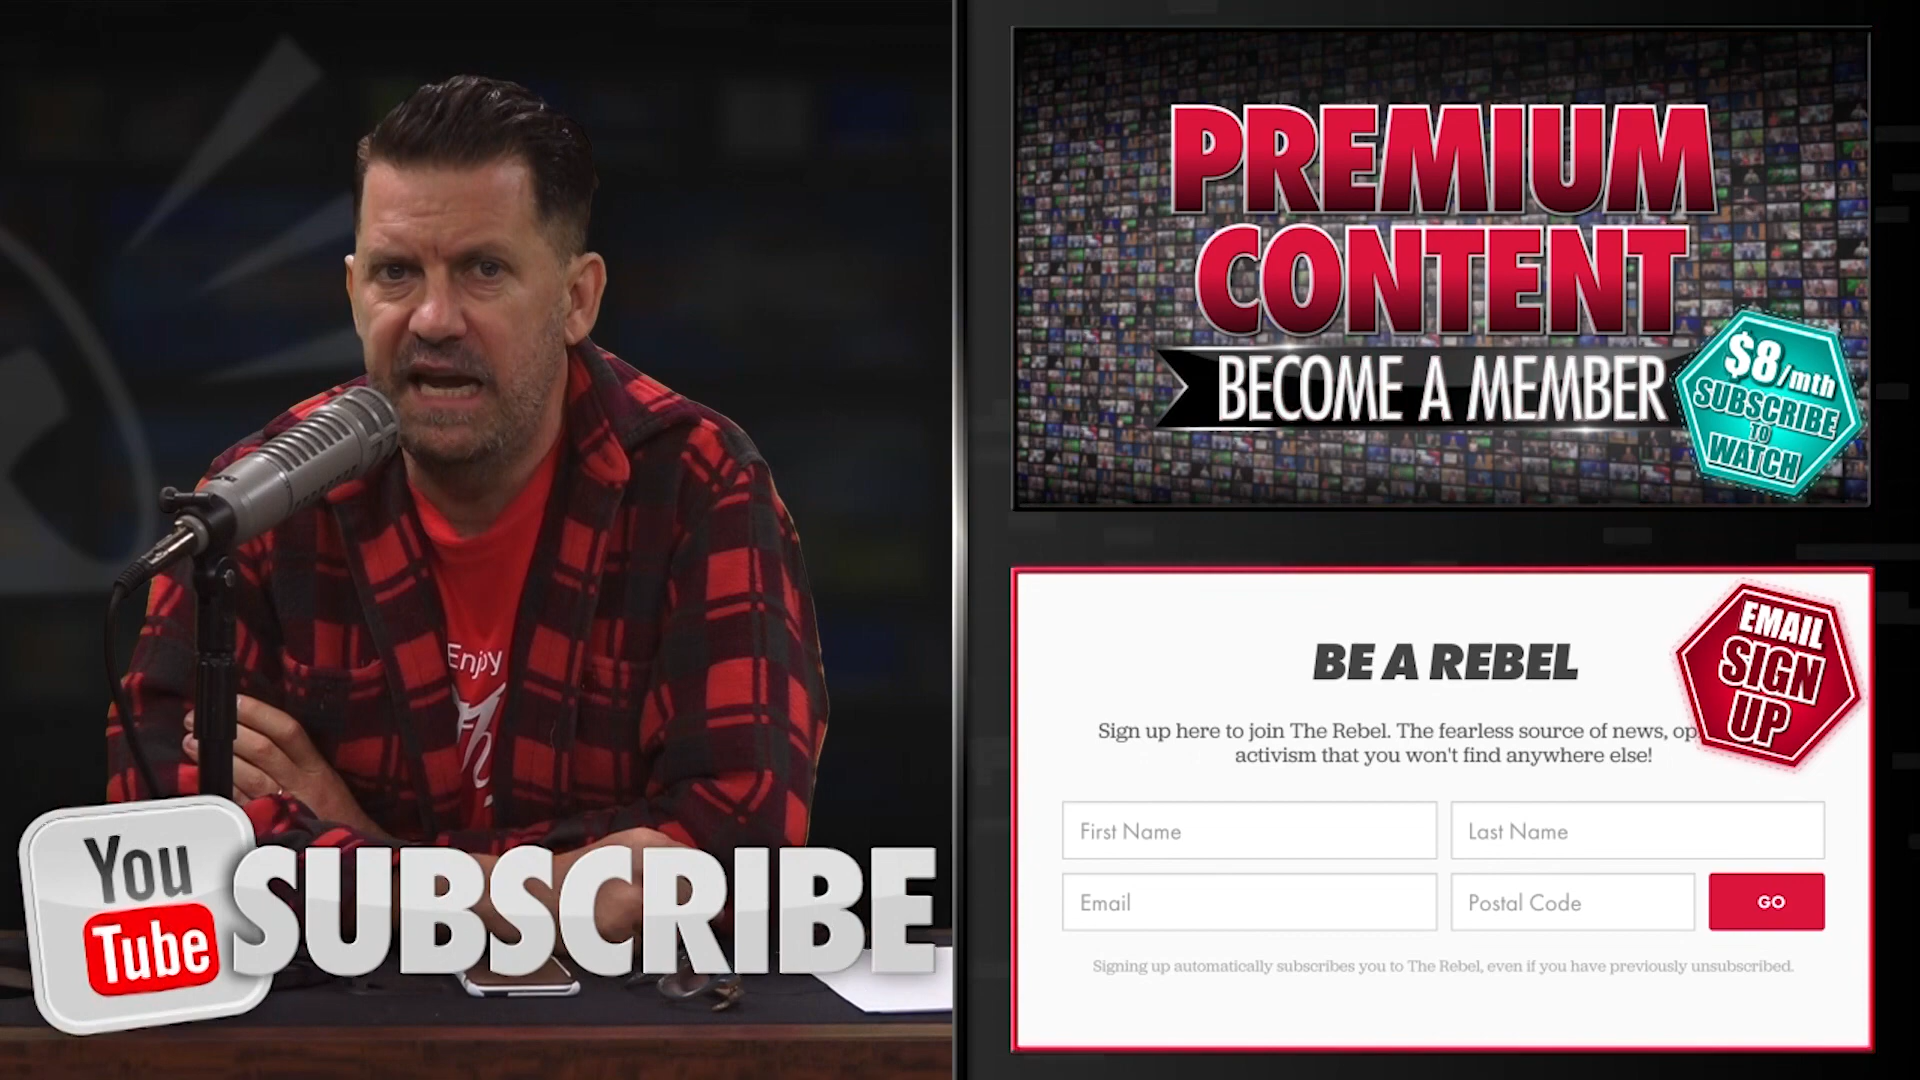 Enjoy
You
Tube
SUBSCRIBE
PREMIUM
CONTENT
BECOME A MEMBER
$8/mth
SUBSCRIBE
TO
WATCH
BE A REBEL
EMAIL
SIGN
UP
Sign up here to join The Rebel. The fearless source of news,
activism that you won't find anywhere else!
First Name
Last Name
Email
Postal Code
GO
Signing up automatically subscribes you to The Rebel, even if you have previously unsubscribed.